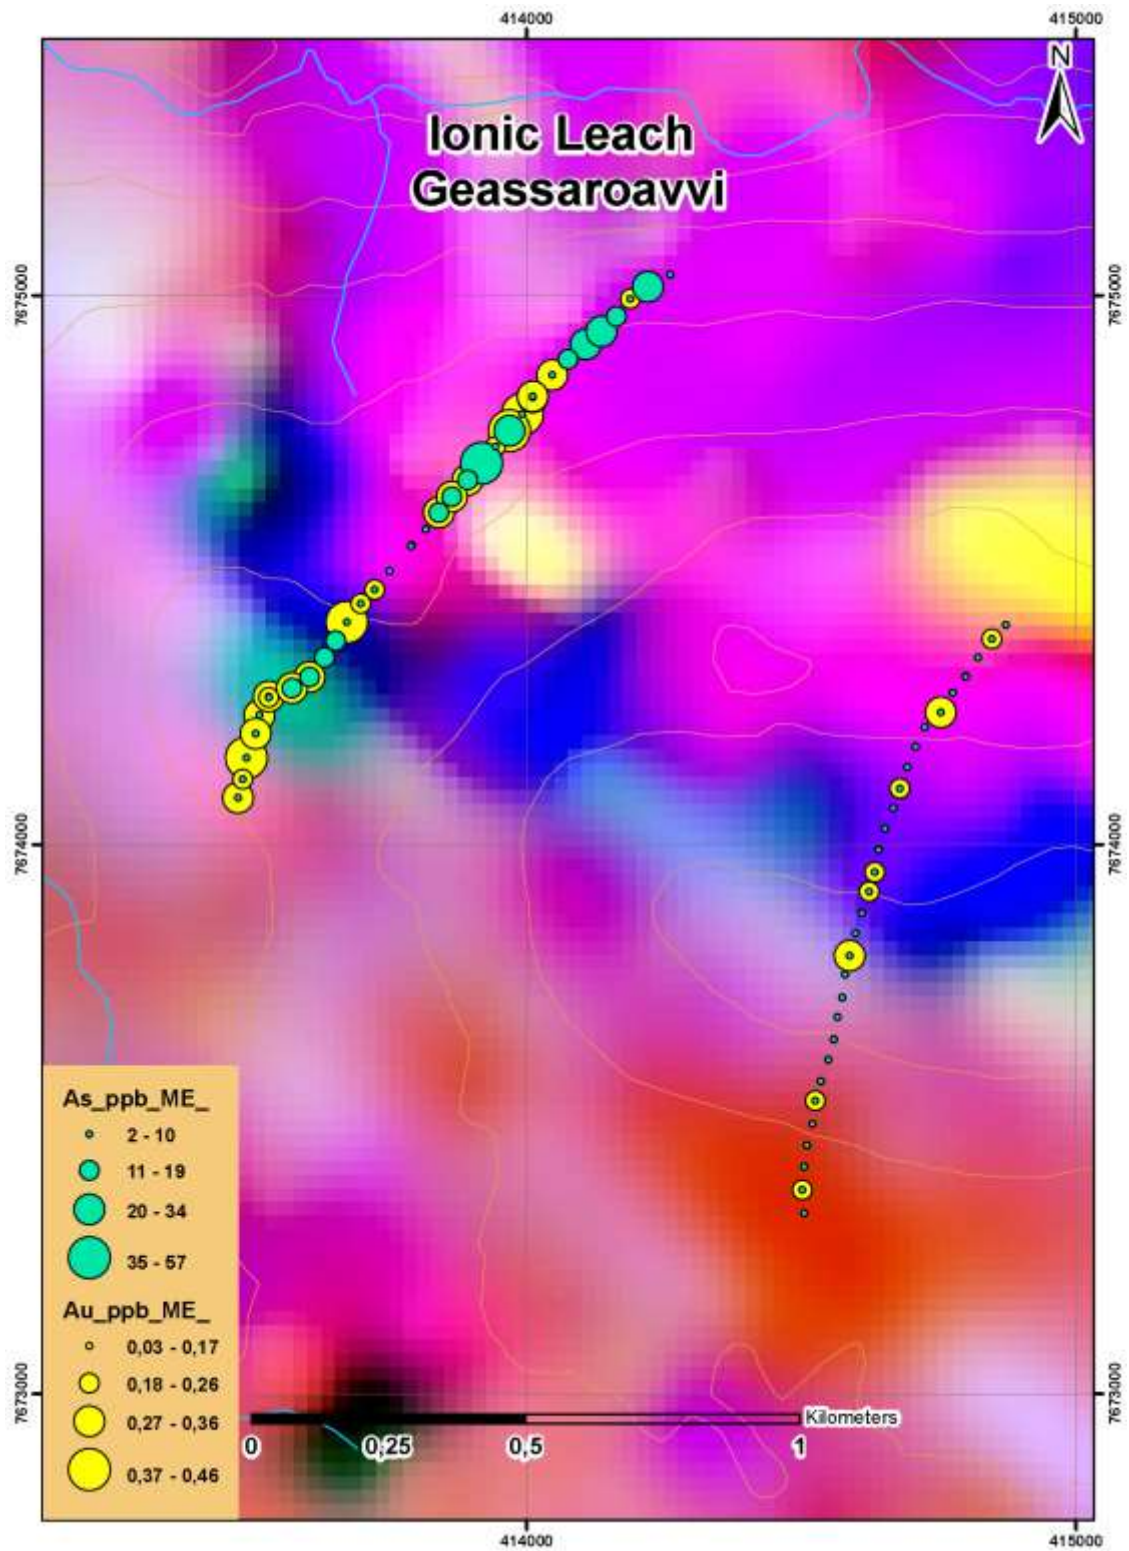 414000
415000
N
Ionic Leach
Geassaroavvi
7675000
7675000
7674000
7674000
As_ppb_ME_
2 - 10
11 - 19
20 - 34
35 - 57
Au_ppb_ME_
0,03 - 0,17
0,18 - 0,26
0,27 - 0,36
0,37 - 0,46
7673000
7673000
Kilometers
0
0,25
0,5
1
414000
415000